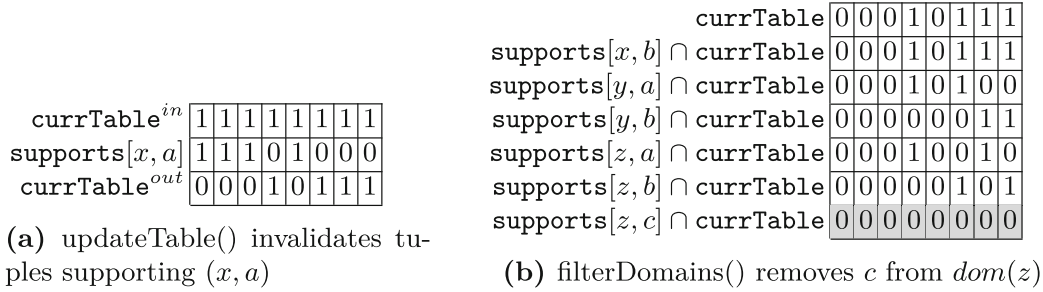 currTable^in 1 1 1 1 1 1 1 1
supports[x, a] 1 1 1 0 1 0 0 0
currTable^out 0 0 0 1 0 1 1 1
(a) updateTable() invalidates tu-
ples supporting (x, a)
currTable 0 0 0 1 0 1 1 1
supports[x, b] ∩ currTable 0 0 0 1 0 1 1 1
supports[y, a] ∩ currTable 0 0 0 1 0 1 0 0
supports[y, b] ∩ currTable 0 0 0 0 0 0 1 1
supports[z, a] ∩ currTable 0 0 0 1 0 0 1 0
supports[z, b] ∩ currTable 0 0 0 0 0 1 0 1
supports[z, c] ∩ currTable 0 0 0 0 0 0 0 0
(b) filterDomains() removes c from dom(z)